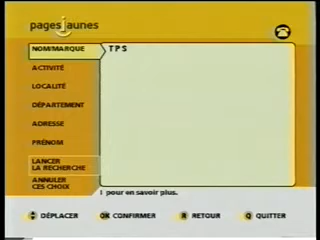 pagesjaunes
NOM/MARQUE
TPS
ACTIVITÉ
LOCALITÉ
DÉPARTEMENT
ADRESSE
PRÉNOM
LANCER
LA RECHERCHE
ANNULER
CES CHOIX
: pour en savoir plus.
DÉPLACER
OK CONFIRMER
R RETOUR
Q QUITTER